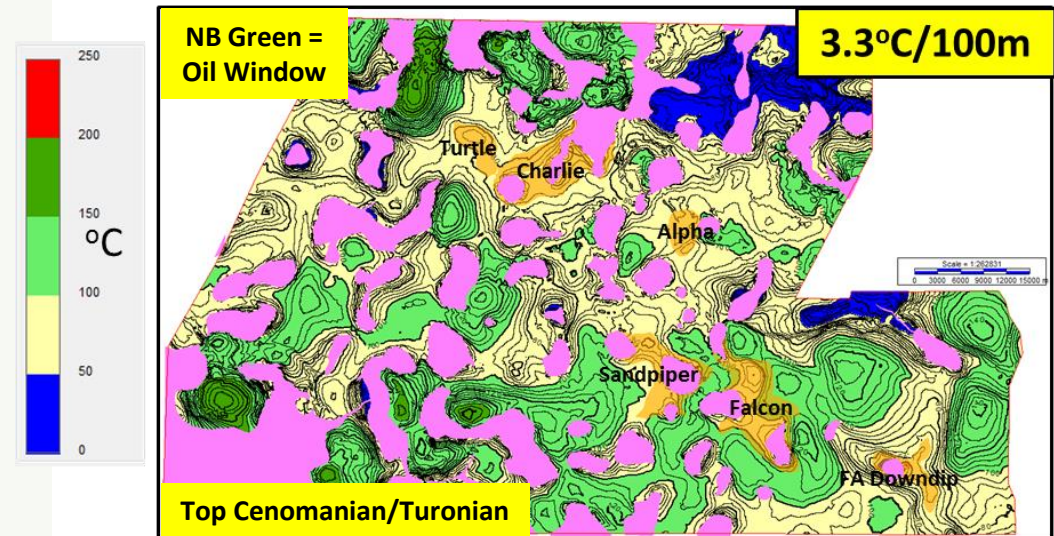 NB Green =
Oil Window
3.3°C/100m
250
200
150
°C
100
50
0
Turtle
Charlie
Alpha
Scale = 1:262831
0 3000 6000 9000 12000 15000 m
Sandpiper
Falcon
FA Downdip
Top Cenomanian/Turonian